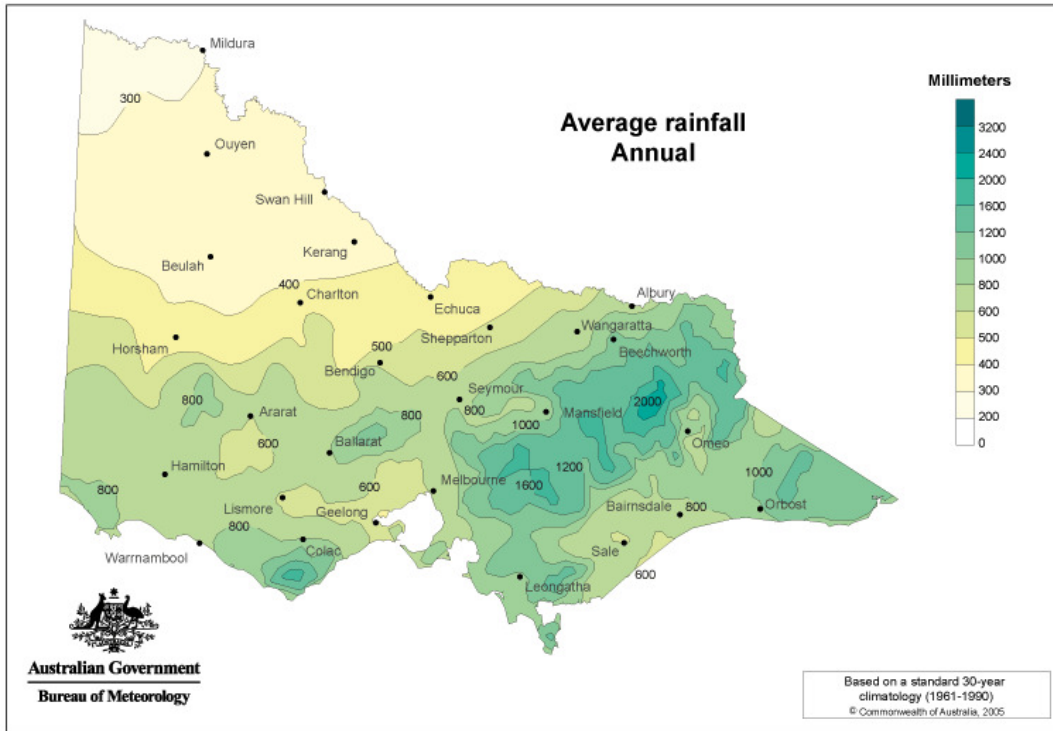 Mildura
300
Millimeters
Average rainfall
Annual
3200
2400
2000
1600
1200
1000
800
600
500
400
300
200
0
Ouyen
Swan Hill
Kerang
Beulah
400
Charlton
Echuca
Albury
Horsham
Shepparton
Wangaratta
500
Bendigo
Beechworth
600
Seymour
800
Ararat
800
800
Mansfield
2000
1000
600
Ballarat
Omeo
Hamilton
600
Melbourne
1200
1000
800
1600
Lismore
Geelong
Bairnsdale
800
Orbost
800
Warrnambool
Colac
Sale
600
Leongatha
Australian Government
Bureau of Meteorology
Based on a standard 30-year
climatology (1961-1990)
© Commonwealth of Australia, 2005